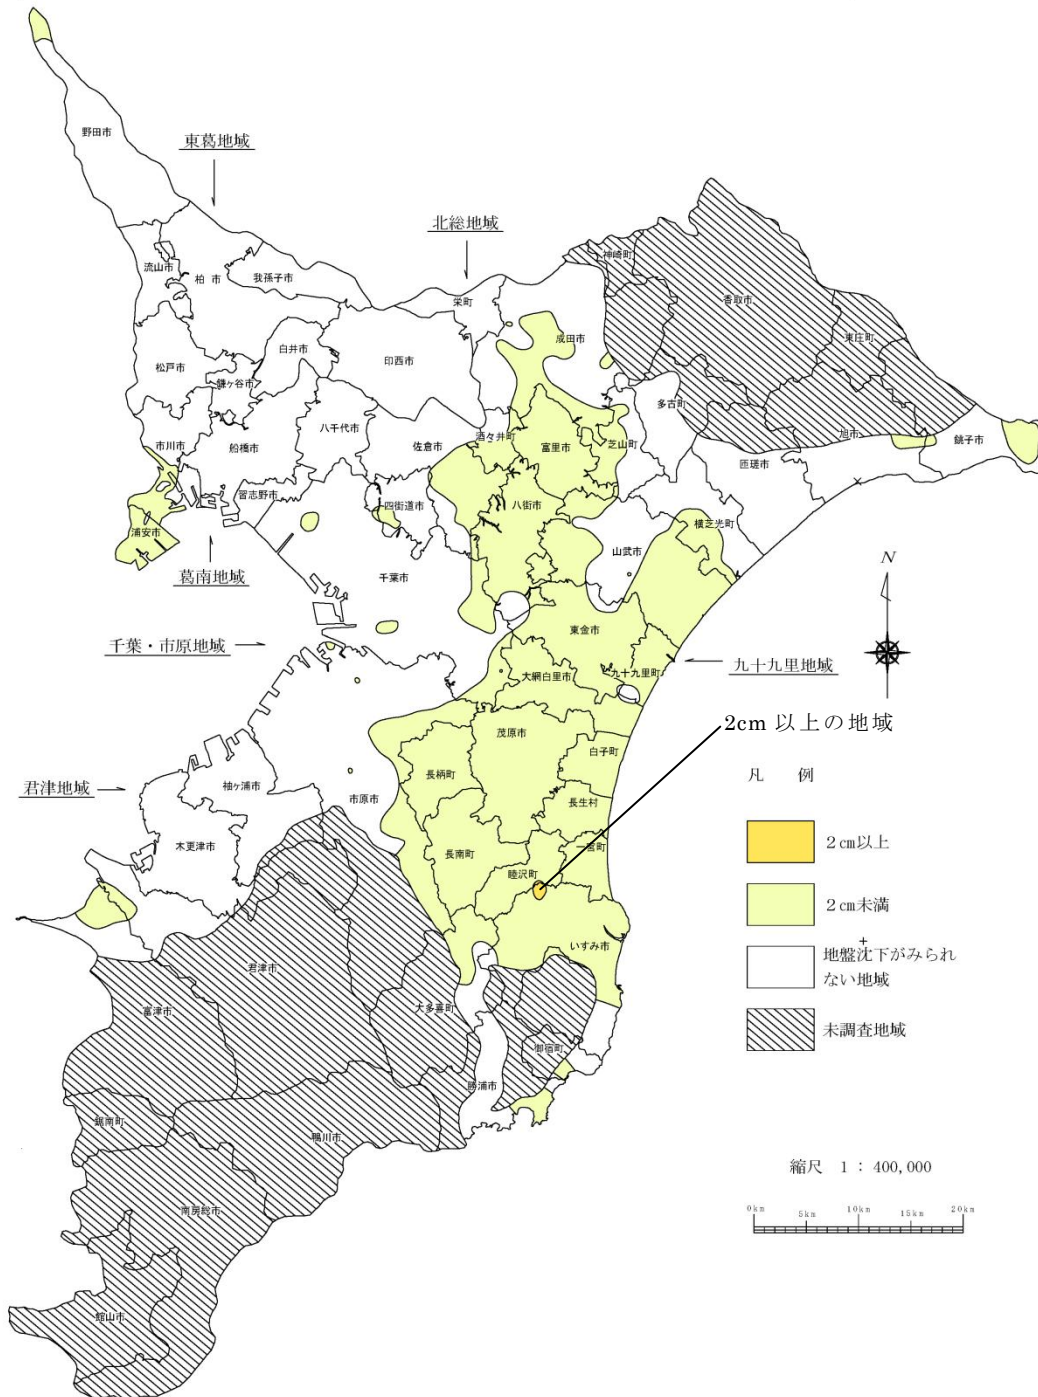 野田市
東葛地域
北総地域
流山市
柏 市
我孫子市
栄町
神崎町
香取市
東庄町
成田市
白井市
印西市
松戸市
鎌ヶ谷市
多古町
八千代市
佐倉市
酒々井町
富里市
芝山町
旭市
銚子市
市川市
船橋市
匝瑳市
習志野市
四街道市
八街市
横芝光町
浦安市
山武市
葛南地域
千葉市
N
東金市
千葉・市原地域
九十九里地域
大網白里市
九十九里町
2cm 以上の地域
茂原市
白子町
長柄町
凡 例
君津地域
袖ヶ浦市
市原市
長生村
木更津市
長南町
一宮町
2㎝以上
睦沢町
2㎝未満
いすみ市
地盤沈下がみられ
ない地域
君津市
富津市
大多喜町
未調査地域
御宿町
勝浦市
鋸南町
鴨川市
縮尺 1：400,000
南房総市
0km 5km 10km 15km 20km
館山市